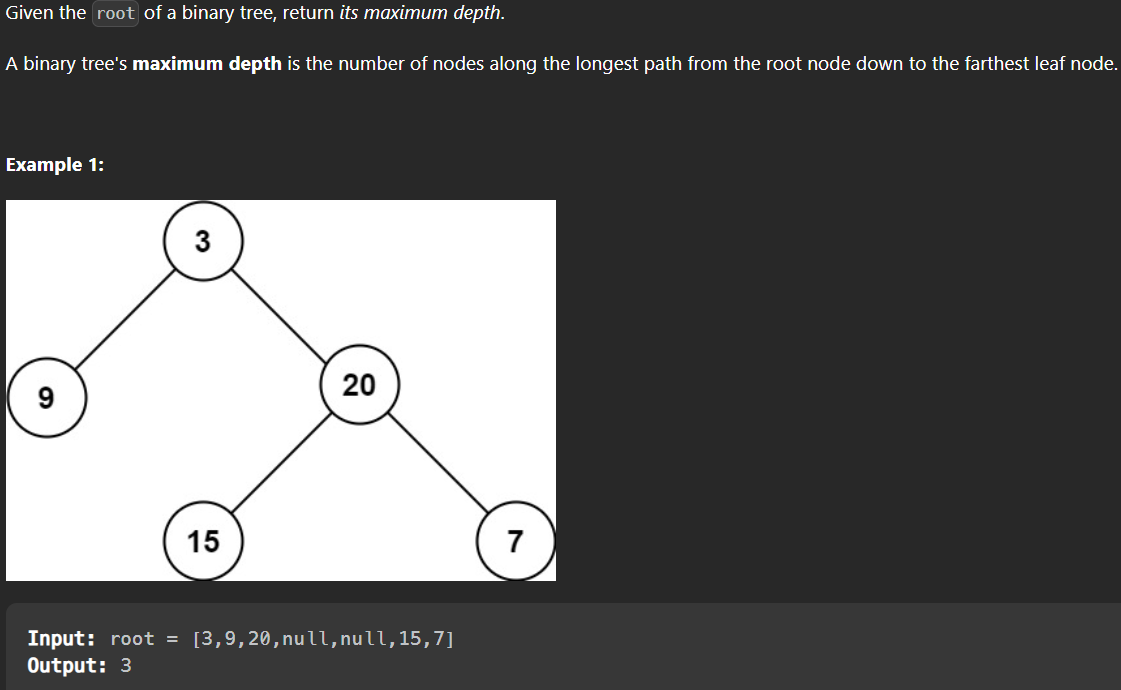 Given the root of a binary tree, return its maximum depth.
A binary tree's maximum depth is the number of nodes along the longest path from the root node down to the farthest leaf node.
Example 1:
3
9
20
15
7
Input: root = [3,9,20,null,null,15,7]
Output: 3